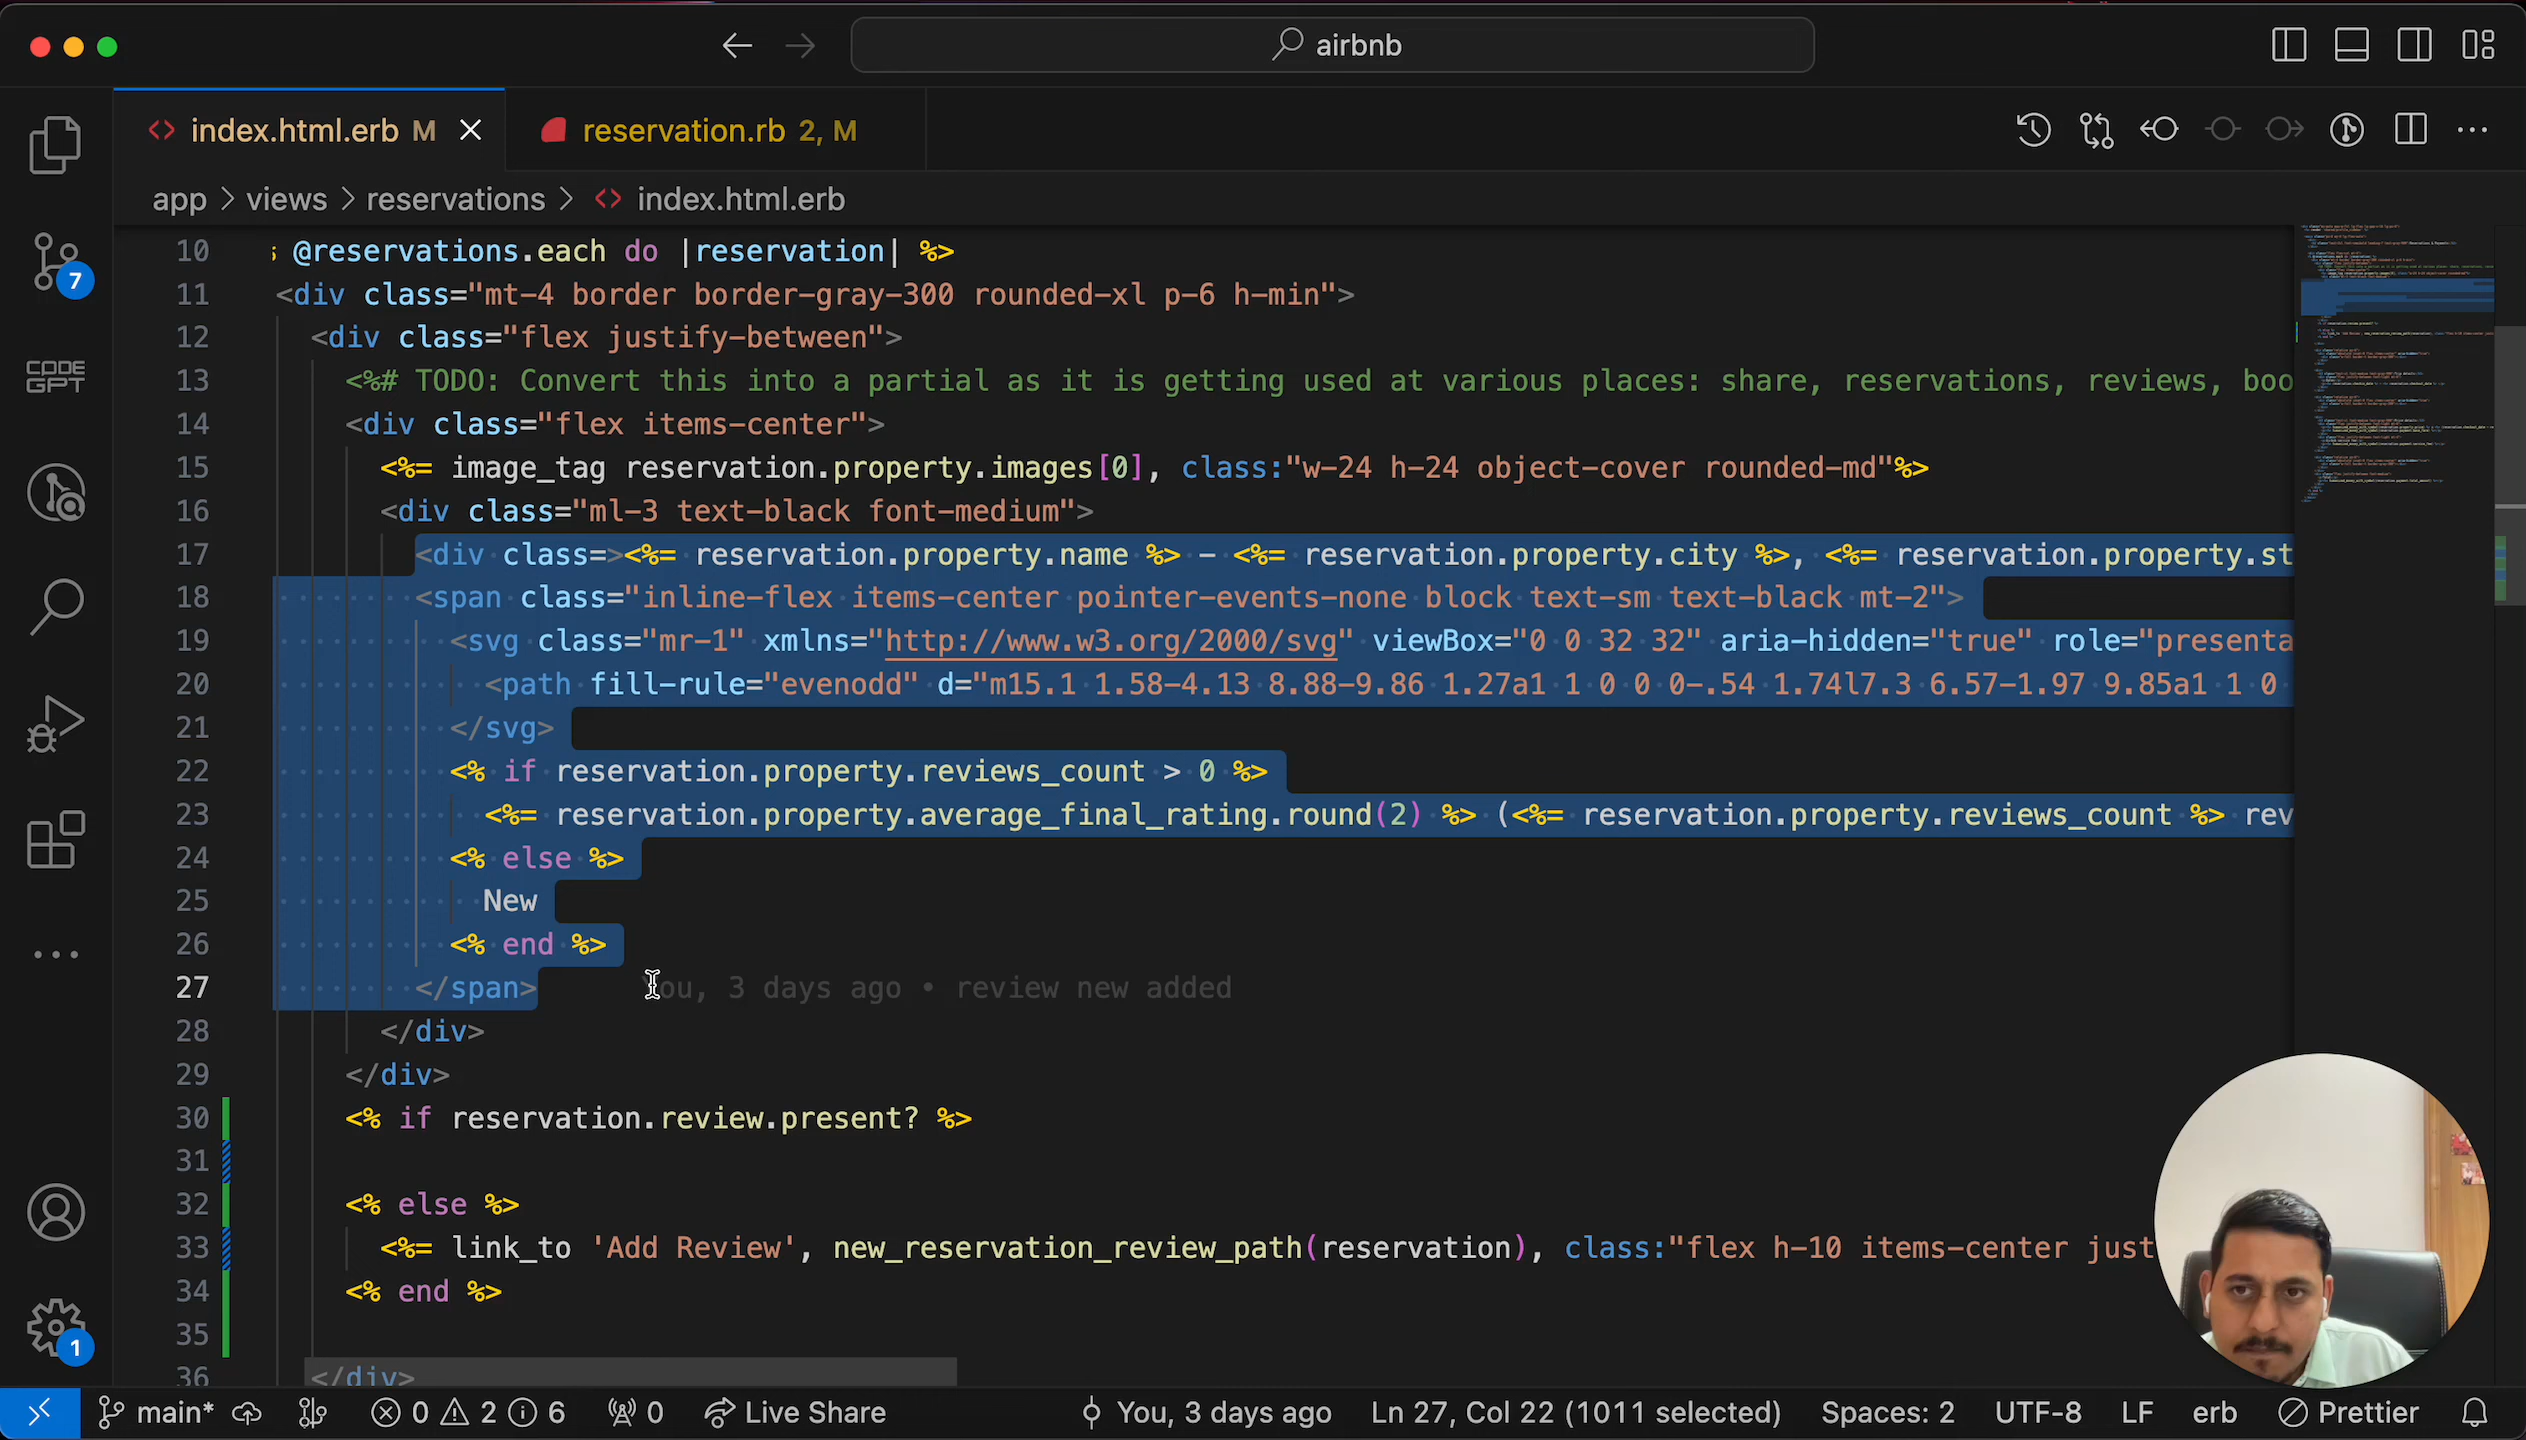 airbnb
index.html.erb M
reservation.rb 2, M
app > views > reservations > index.html.erb
10 @reservations.each do |reservation| %>
11 <div class="mt-4 border border-gray-300 rounded-xl p-6 h-min">
12 <div class="flex justify-between">
13 <%# TODO: Convert this into a partial as it is getting used at various places: share, reservations, reviews, boo
14 <div class="flex items-center">
15 <%= image_tag reservation.property.images[0], class:"w-24 h-24 object-cover rounded-md"%>
16 <div class="ml-3 text-black font-medium">
17 <div class=><%= reservation.property.name %> – <%= reservation.property.city %>, <%= reservation.property.st
18 <span class="inline-flex items-center pointer-events-none block text-sm text-black mt-2">
19 <svg class="mr-1" xmlns="http://www.w3.org/2000/svg" viewBox="0 0 32 32" aria-hidden="true" role="presenta
20 <path fill-rule="evenodd" d="m15.1 1.58-4.13 8.88-9.86 1.27a1 1 0 0 0-.54 1.74l7.3 6.57-1.97 9.85a1 1 0
21 </svg>
22 <% if reservation.property.reviews_count > 0 %>
23 <%= reservation.property.average_final_rating.round(2) %> (<%= reservation.property.reviews_count %> rev
24 <% else %>
25 New
26 <% end %>
27 </span> You, 3 days ago • review new added
28 </div>
29 </div>
30 <% if reservation.review.present? %>
31
32 <% else %>
33 <%= link_to 'Add Review', new_reservation_review_path(reservation), class:"flex h-10 items-center just
34 <% end %>
35
36 </div>
CODE
GPT
7
1
main* 0 2 6 0 Live Share You, 3 days ago Ln 27, Col 22 (1011 selected) Spaces: 2 UTF-8 LF erb Prettier